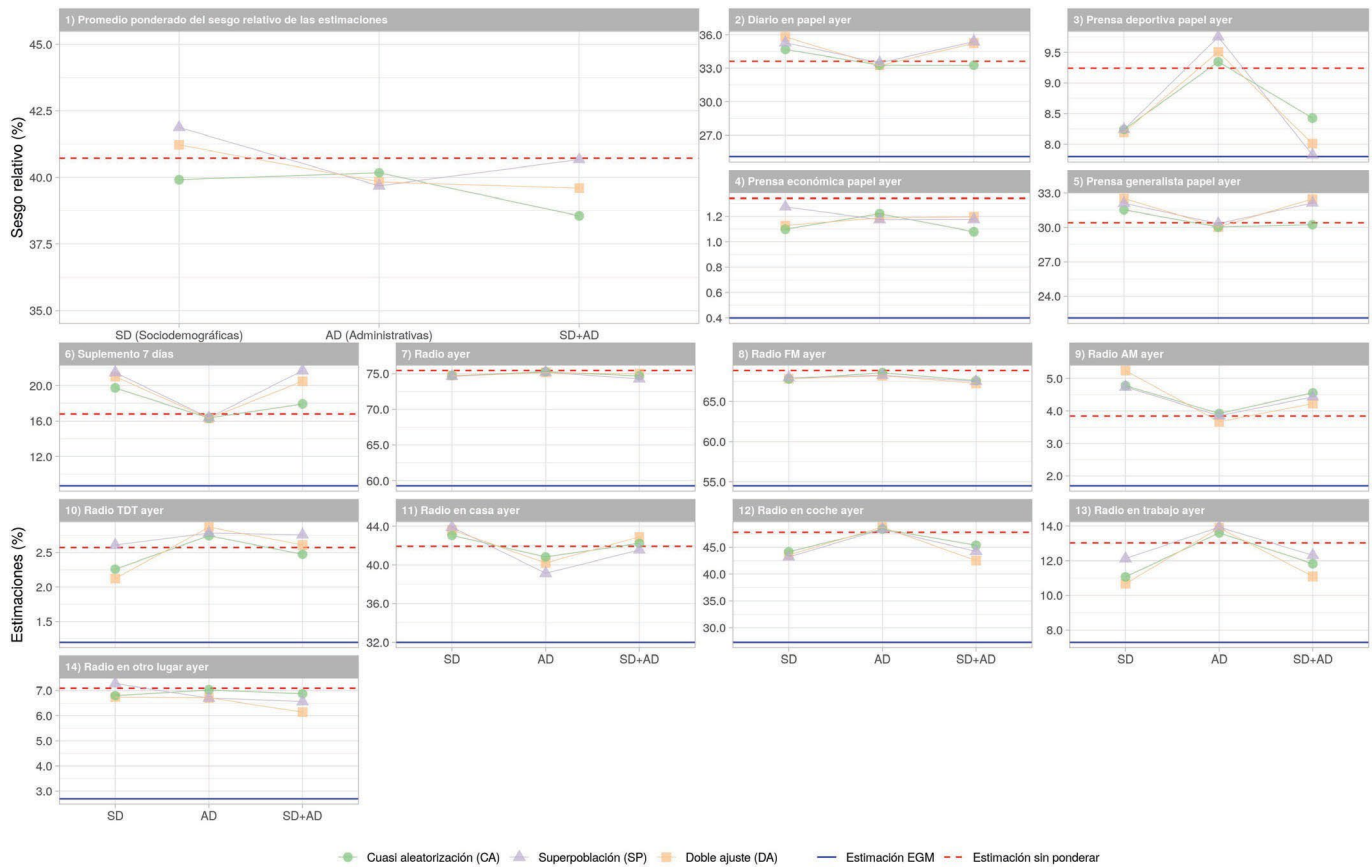 1) Promedio ponderado del sesgo relativo de las estimaciones
45.0
42.5
40.0
37.5
35.0
Sesgo relativo (%)
SD (Sociodemográficas) AD (Administrativas) SD+AD
2) Diario en papel ayer
36.0
33.0
30.0
27.0
3) Prensa deportiva papel ayer
9.5
9.0
8.5
8.0
4) Prensa económica papel ayer
1.2
1.0
0.8
0.6
0.4
5) Prensa generalista papel ayer
33.0
30.0
27.0
24.0
6) Suplemento 7 días
20.0
16.0
12.0
7) Radio ayer
75.0
70.0
65.0
60.0
8) Radio FM ayer
65.0
60.0
55.0
9) Radio AM ayer
5.0
4.0
3.0
2.0
Estimaciones (%)
10) Radio TDT ayer
2.5
2.0
1.5
11) Radio en casa ayer
44.0
40.0
36.0
32.0
SD AD SD+AD
12) Radio en coche ayer
45.0
40.0
35.0
30.0
SD AD SD+AD
13) Radio en trabajo ayer
14.0
12.0
10.0
8.0
SD AD SD+AD
14) Radio en otro lugar ayer
7.0
6.0
5.0
4.0
3.0
SD AD SD+AD
Cuasi aleatorización (CA) Superpoblación (SP) Doble ajuste (DA) Estimación EGM Estimación sin ponderar